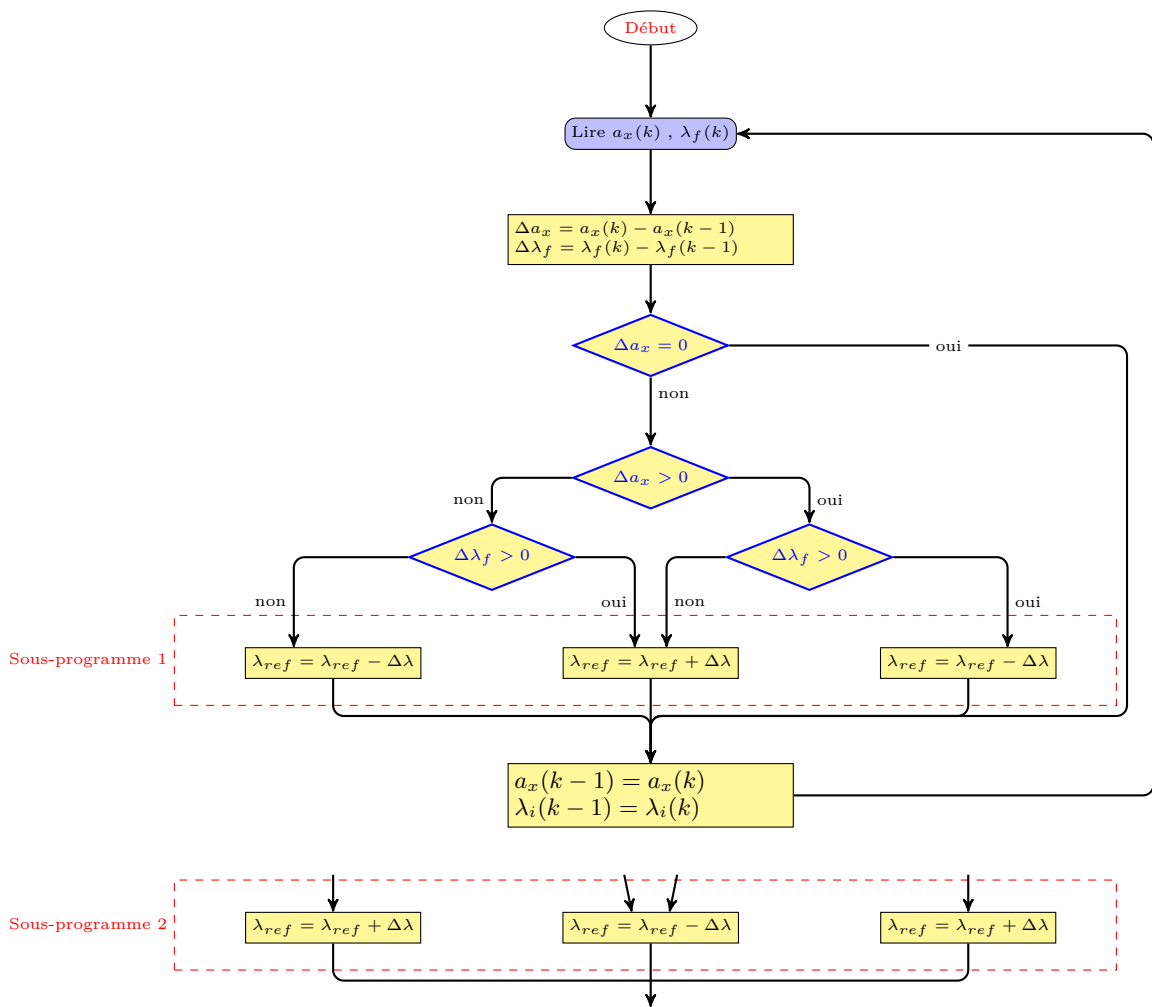 Début
Lire $a_x(k)$ , $\lambda_f(k)$
$\Delta a_x = a_x(k) - a_x(k-1)$
$\Delta\lambda_f = \lambda_f(k) - \lambda_f(k-1)$
$\Delta a_x = 0$
oui
non
$\Delta a_x > 0$
non
oui
$\Delta\lambda_f > 0$
$\Delta\lambda_f > 0$
non
oui
non
oui
Sous-programme 1
$\lambda_{ref} = \lambda_{ref} - \Delta\lambda$
$\lambda_{ref} = \lambda_{ref} + \Delta\lambda$
$\lambda_{ref} = \lambda_{ref} - \Delta\lambda$
$a_x(k-1) = a_x(k)$
$\lambda_i(k-1) = \lambda_i(k)$
Sous-programme 2
$\lambda_{ref} = \lambda_{ref} + \Delta\lambda$
$\lambda_{ref} = \lambda_{ref} - \Delta\lambda$
$\lambda_{ref} = \lambda_{ref} + \Delta\lambda$